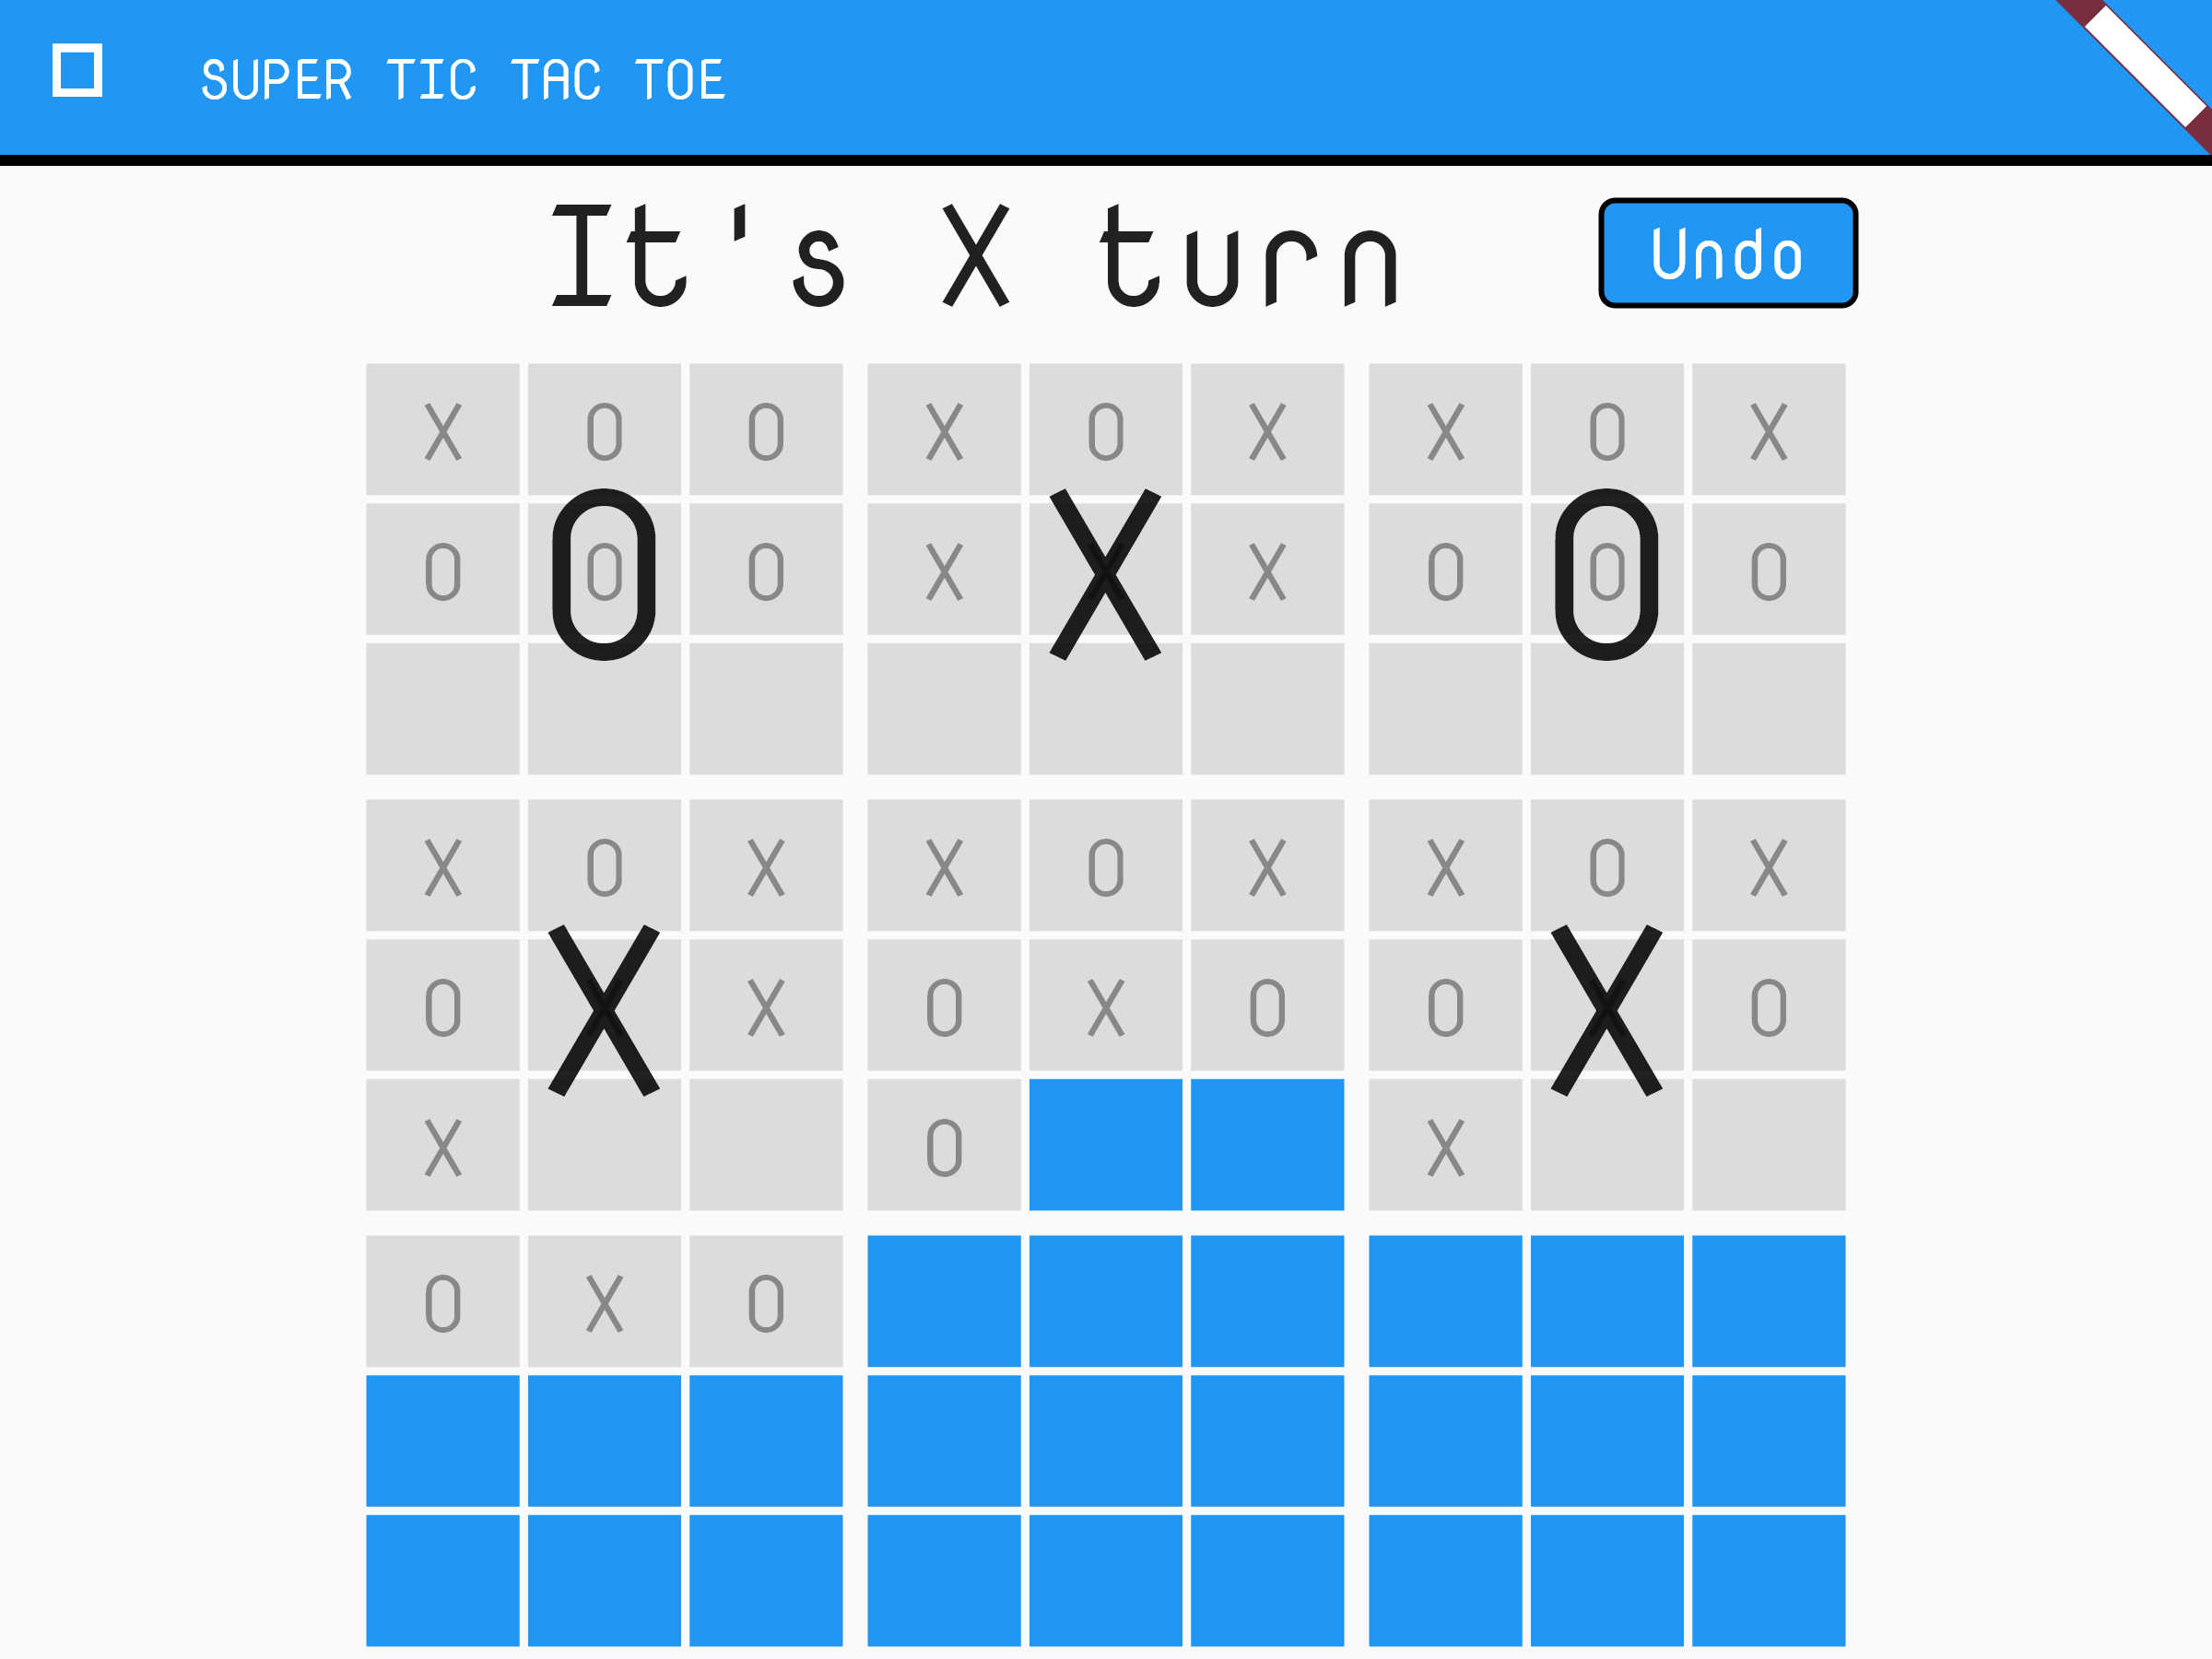 SUPER TIC TAC TOE
It's X turn
Undo
X O O X O X X O X
O O O X X X O O O
O X
O
X O X X O X X O X
O X X O X O O X O
X X
X O X
O X O